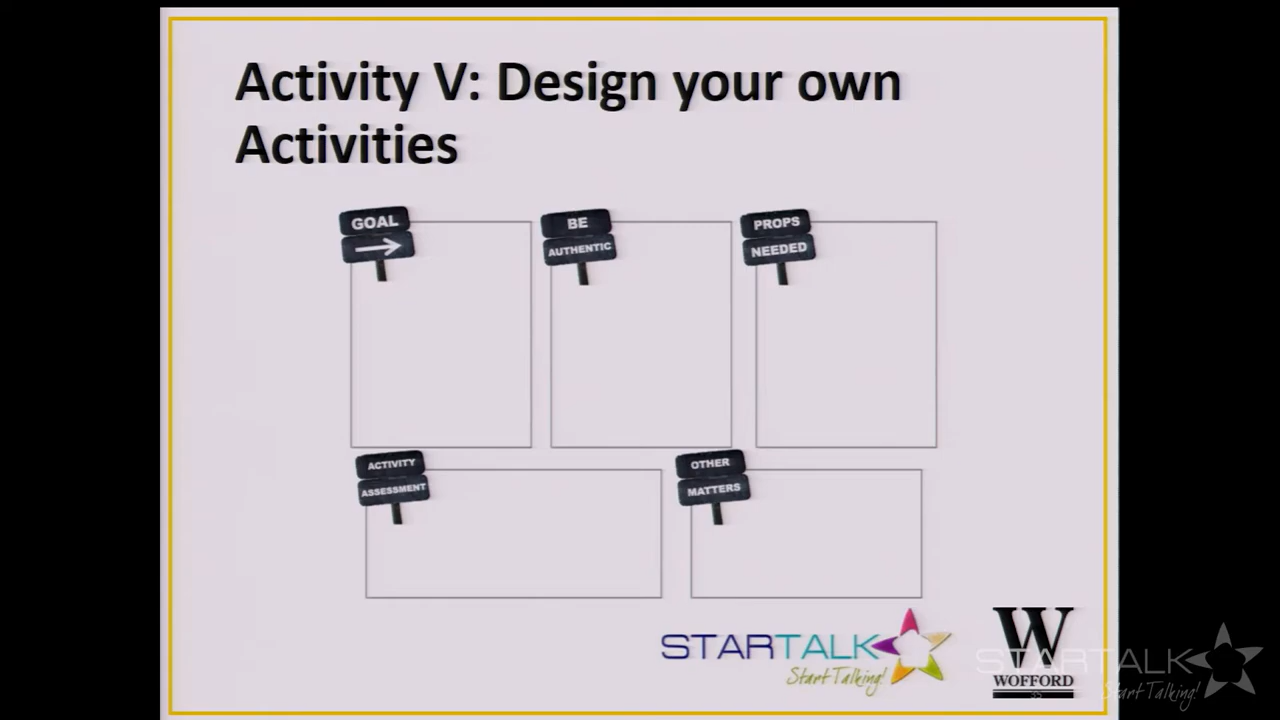 Activity V: Design your own
Activities
GOAL
BE
AUTHENTIC
PROPS
NEEDED
ACTIVITY
ASSESSMENT
OTHER
MATTERS
STARTALK
Start Talking!
W
WOFFORD
35
STARTALK
Start Talking!